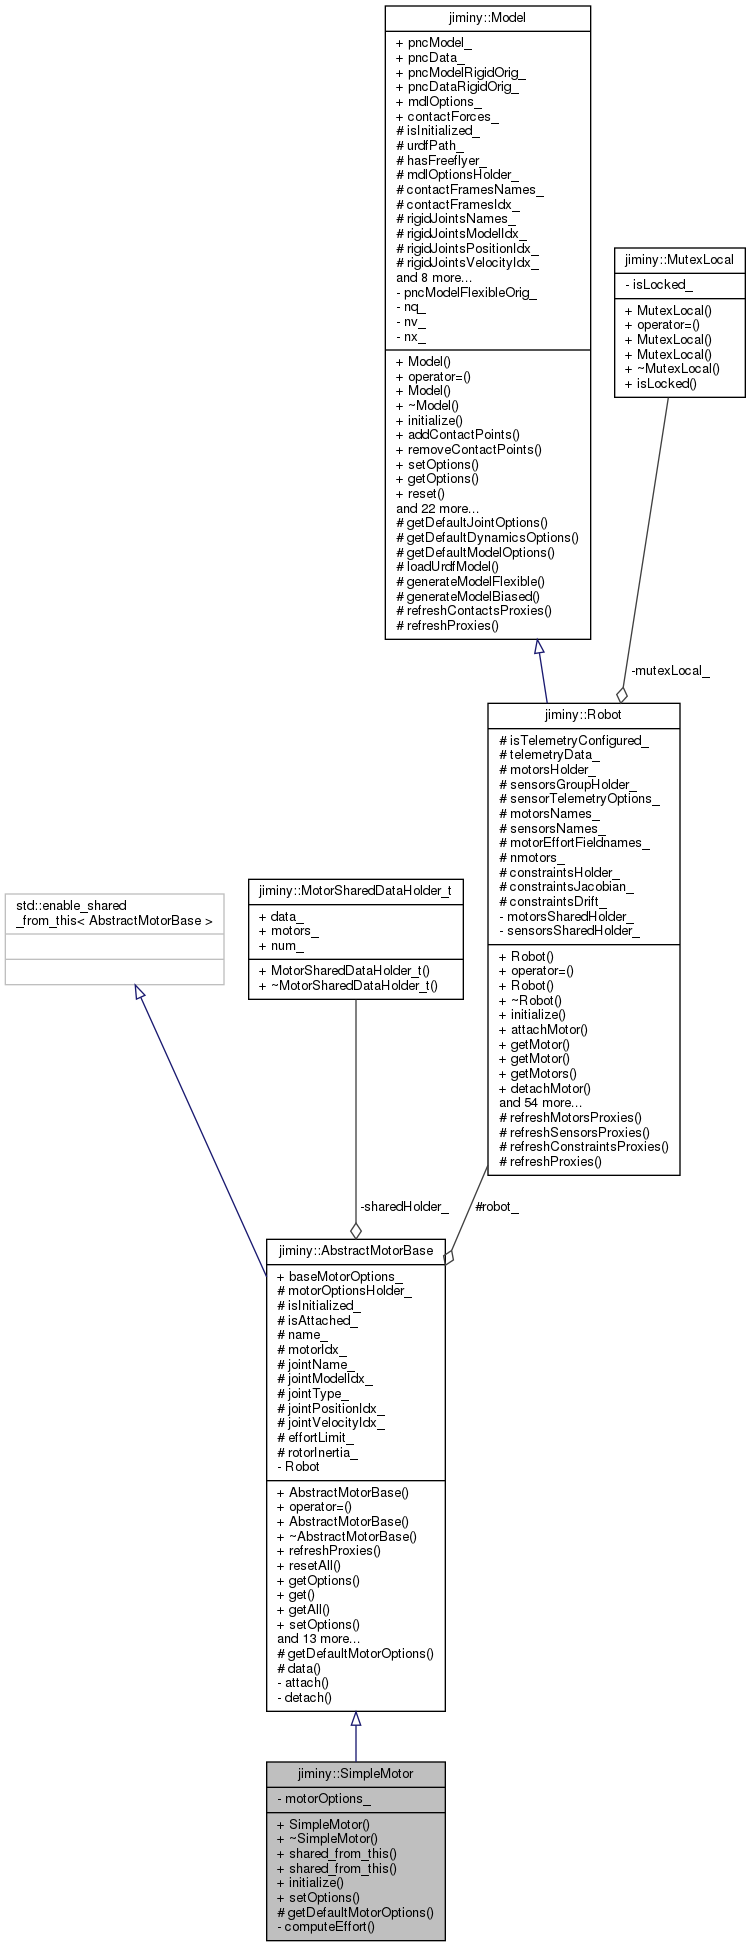 jiminy::Model
+ pncModel_
+ pncData_
+ pncModelRigidOrig_
+ pncDataRigidOrig_
+ mdlOptions_
+ contactForces_
# isInitialized_
# urdfPath_
# hasFreeflyer_
# mdlOptionsHolder_
# contactFramesNames_
# contactFramesIdx_
# rigidJointsNames_
# rigidJointsModelIdx_
# rigidJointsPositionIdx_
# rigidJointsVelocityIdx_
and 8 more...
- pncModelFlexibleOrig_
- nq_
- nv_
- nx_
+ Model()
+ operator=()
+ Model()
+ ~Model()
+ initialize()
+ addContactPoints()
+ removeContactPoints()
+ setOptions()
+ getOptions()
+ reset()
and 22 more...
# getDefaultJointOptions()
# getDefaultDynamicsOptions()
# getDefaultModelOptions()
# loadUrdfModel()
# generateModelFlexible()
# generateModelBiased()
# refreshContactsProxies()
# refreshProxies()
jiminy::MutexLocal
- isLocked_
+ MutexLocal()
+ operator=()
+ MutexLocal()
+ MutexLocal()
+ ~MutexLocal()
+ isLocked()
-mutexLocal_
jiminy::Robot
# isTelemetryConfigured_
# telemetryData_
# motorsHolder_
# sensorsGroupHolder_
# sensorTelemetryOptions_
# motorsNames_
# sensorsNames_
# motorEffortFieldnames_
# nmotors_
# constraintsHolder_
# constraintsJacobian_
# constraintsDrift_
- motorsSharedHolder_
- sensorsSharedHolder_
+ Robot()
+ operator=()
+ Robot()
+ ~Robot()
+ initialize()
+ attachMotor()
+ getMotor()
+ getMotor()
+ getMotors()
+ detachMotor()
and 54 more...
# refreshMotorsProxies()
# refreshSensorsProxies()
# refreshConstraintsProxies()
# refreshProxies()
std::enable_shared
_from_this< AbstractMotorBase >
jiminy::MotorSharedDataHolder_t
+ data_
+ motors_
+ num_
+ MotorSharedDataHolder_t()
+ ~MotorSharedDataHolder_t()
-sharedHolder_
#robot_
jiminy::AbstractMotorBase
+ baseMotorOptions_
# motorOptionsHolder_
# isInitialized_
# isAttached_
# name_
# motorIdx_
# jointName_
# jointModelIdx_
# jointType_
# jointPositionIdx_
# jointVelocityIdx_
# effortLimit_
# rotorInertia_
- Robot
+ AbstractMotorBase()
+ operator=()
+ AbstractMotorBase()
+ ~AbstractMotorBase()
+ refreshProxies()
+ resetAll()
+ getOptions()
+ get()
+ getAll()
+ setOptions()
and 13 more...
# getDefaultMotorOptions()
# data()
- attach()
- detach()
jiminy::SimpleMotor
- motorOptions_
+ SimpleMotor()
+ ~SimpleMotor()
+ shared_from_this()
+ shared_from_this()
+ initialize()
+ setOptions()
# getDefaultMotorOptions()
- computeEffort()